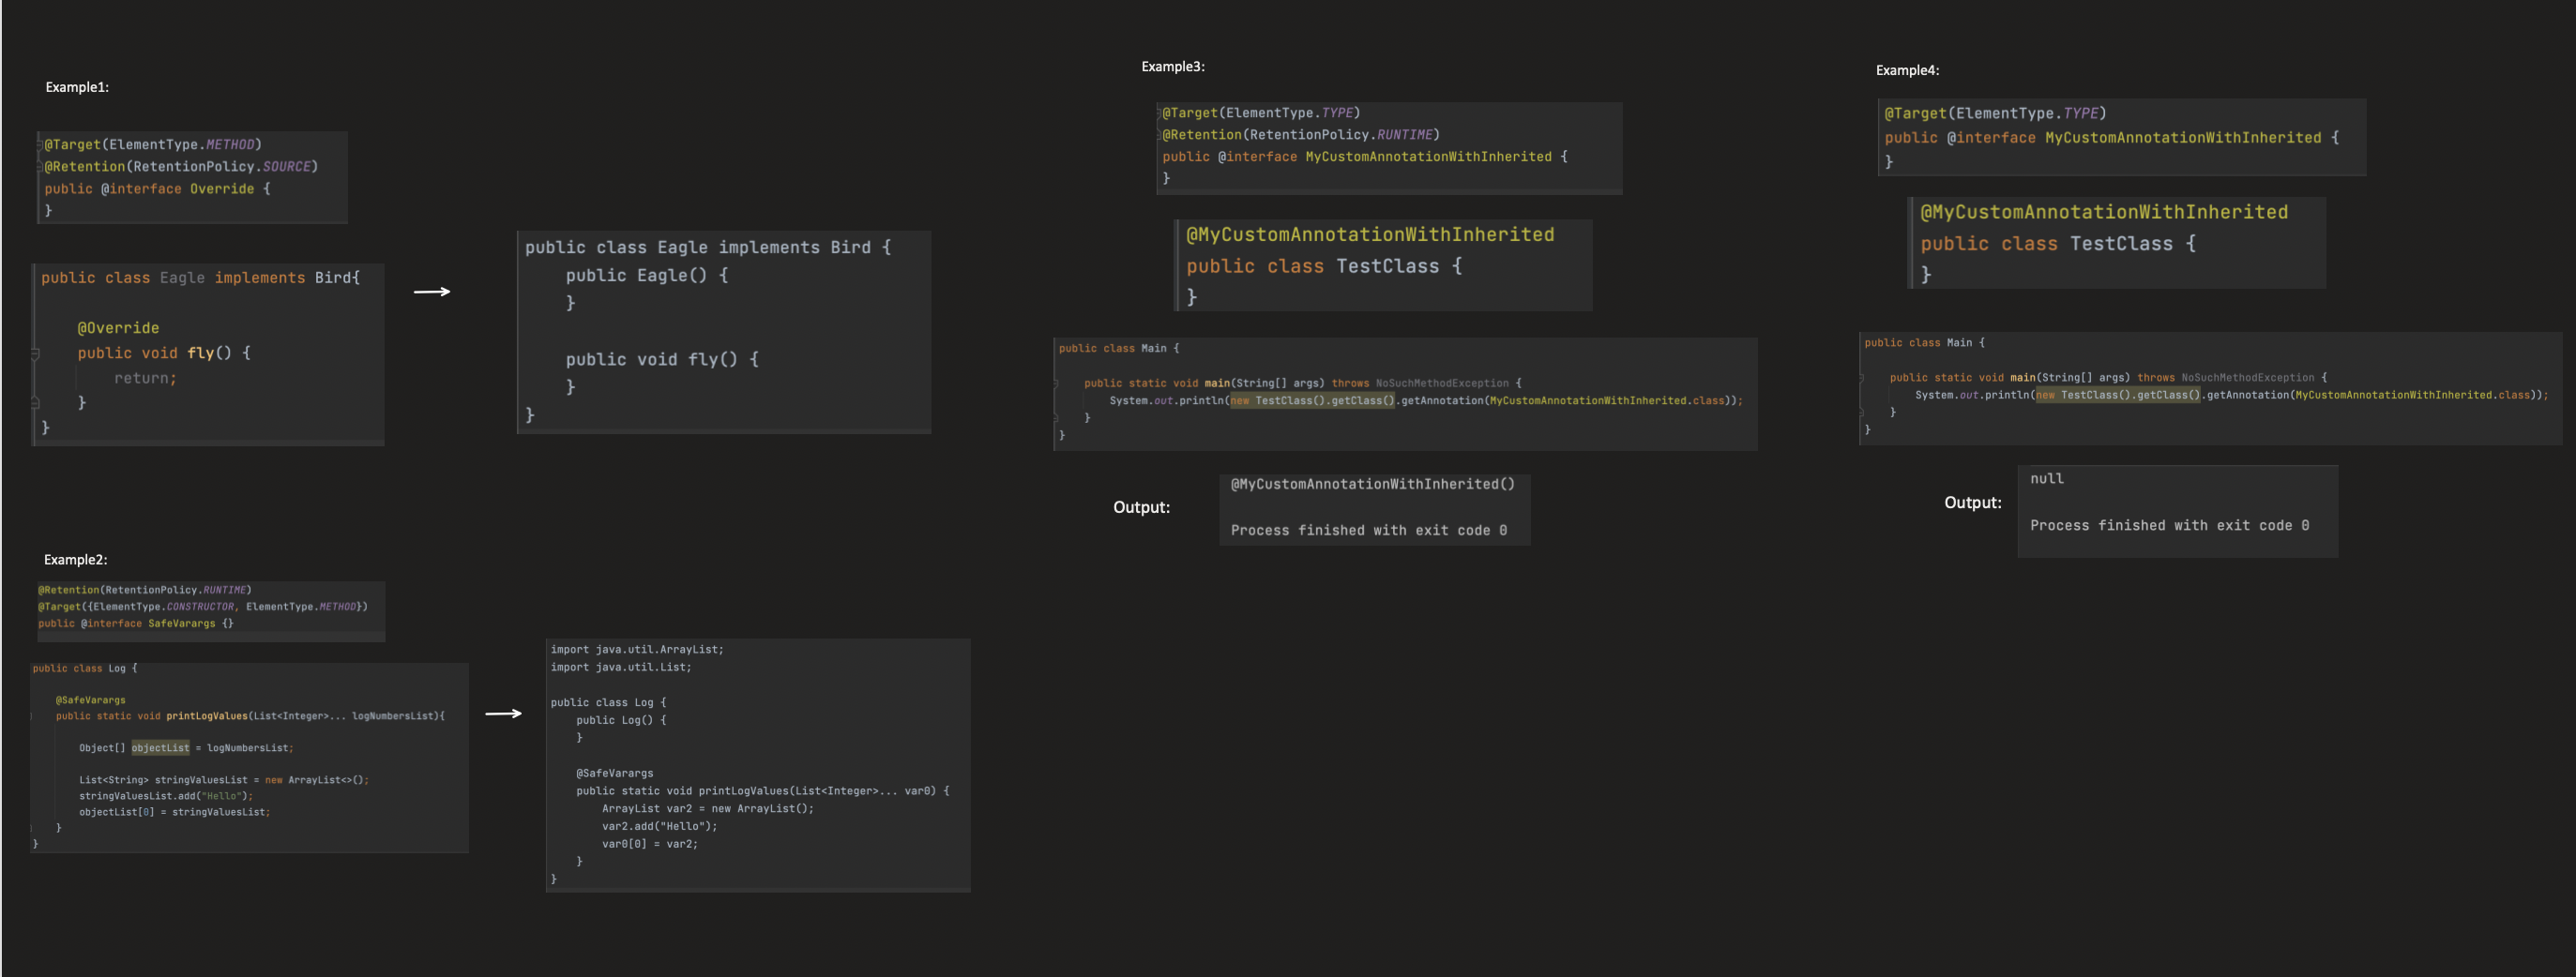 Example1:
@Target(ElementType.METHOD)
@Retention(RetentionPolicy.SOURCE)
public @interface Override {
}
public class Eagle implements Bird{
@Override
public void fly() {
return;
}
}
public class Eagle implements Bird {
public Eagle() {
}
public void fly() {
}
}
Example2:
@Retention(RetentionPolicy.RUNTIME)
@Target({ElementType.CONSTRUCTOR, ElementType.METHOD})
public @interface SafeVarargs {}
public class Log {
@SafeVarargs
public static void printLogValues(List<Integer>... logNumbersList){
Object[] objectList = logNumbersList;
List<String> stringValuesList = new ArrayList<>();
stringValuesList.add("Hello");
objectList[0] = stringValuesList;
}
}
import java.util.ArrayList;
import java.util.List;
public class Log {
public Log() {
}
@SafeVarargs
public static void printLogValues(List<Integer>... var0) {
ArrayList var2 = new ArrayList();
var2.add("Hello");
var0[0] = var2;
}
}
Example3:
@Target(ElementType.TYPE)
@Retention(RetentionPolicy.RUNTIME)
public @interface MyCustomAnnotationWithInherited {
}
@MyCustomAnnotationWithInherited
public class TestClass {
}
public class Main {
public static void main(String[] args) throws NoSuchMethodException {
System.out.println(new TestClass().getClass().getAnnotation(MyCustomAnnotationWithInherited.class));
}
}
Output:
@MyCustomAnnotationWithInherited()
Process finished with exit code 0
Example4:
@Target(ElementType.TYPE)
public @interface MyCustomAnnotationWithInherited {
}
@MyCustomAnnotationWithInherited
public class TestClass {
}
public class Main {
public static void main(String[] args) throws NoSuchMethodException {
System.out.println(new TestClass().getClass().getAnnotation(MyCustomAnnotationWithInherited.class));
}
}
Output:
null
Process finished with exit code 0